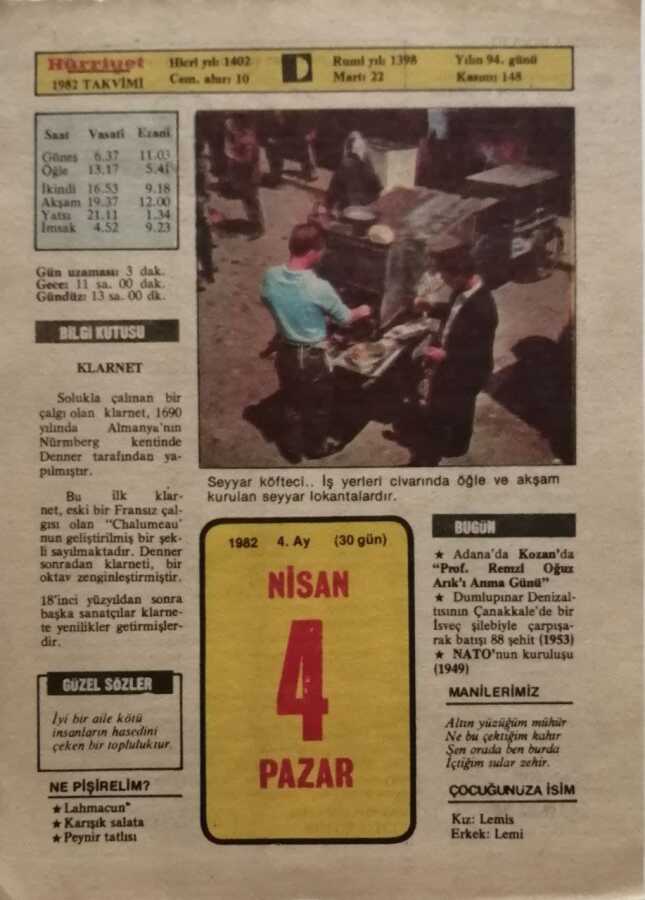 Hürriyet
1982 TAKVİMİ
Hicri yılı 1402
Cem. ahır: 10
D
Rumi yılı 1398
Mart: 22
Yılın 94. günü
Kasım: 148
Saat Vasati Ezani
Güneş 6.37 11.03
Öğle 13.17 5.41
İkindi 16.53 9.18
Akşam 19.37 12.00
Yatsı 21.11 1.34
İmsak 4.52 9.23
Gün uzaması: 3 dak.
Gece: 11 sa. 00 dak.
Gündüz: 13 sa. 00 dk.
BİLGİ KUTUSU
KLARNET
Solukla çalınan bir
çalgı olan klarnet, 1690
yılında Almanya'nın
Nürmberg kentinde
Denner tarafından ya-
pılmıştır.
Bu ilk klar-
net, eski bir Fransız çal-
gısı olan "Chalumeau'
nun geliştirilmiş bir şek-
li sayılmaktadır. Denner
sonradan klarneti, bir
oktav zenginleştirmiştir.
18'inci yüzyıldan sonra
başka sanatçılar klarne-
te yenilikler getirmişler-
dir.
GÜZEL SÖZLER
İyi bir aile kötü
insanların hasedini
çeken bir topluluktur.
NE PİŞİRELİM?
★ Lahmacun"
★ Karışık salata
★ Peynir tatlısı
Seyyar köfteci.. İş yerleri civarında öğle ve akşam
kurulan seyyar lokantalardır.
1982 4. Ay (30 gün)
NİSAN
4
PAZAR
BUGÜN
★ Adana'da Kozan'da
"Prof. Remzi Oğuz
Arık'ı Anma Günü"
★ Dumlupınar Denizal-
tısının Çanakkale'de bir
İsveç şilebiyle çarpışa-
rak batışı 88 şehit (1953)
★ NATO'nun kuruluşu
(1949)
MANİLERİMİZ
Altın yüzüğüm mühür
Ne bu çektiğim kahır
Şen orada ben burda
İçtiğim sular zehir.
ÇOCUĞUNUZA İSİM
Kız: Lemis
Erkek: Lemi